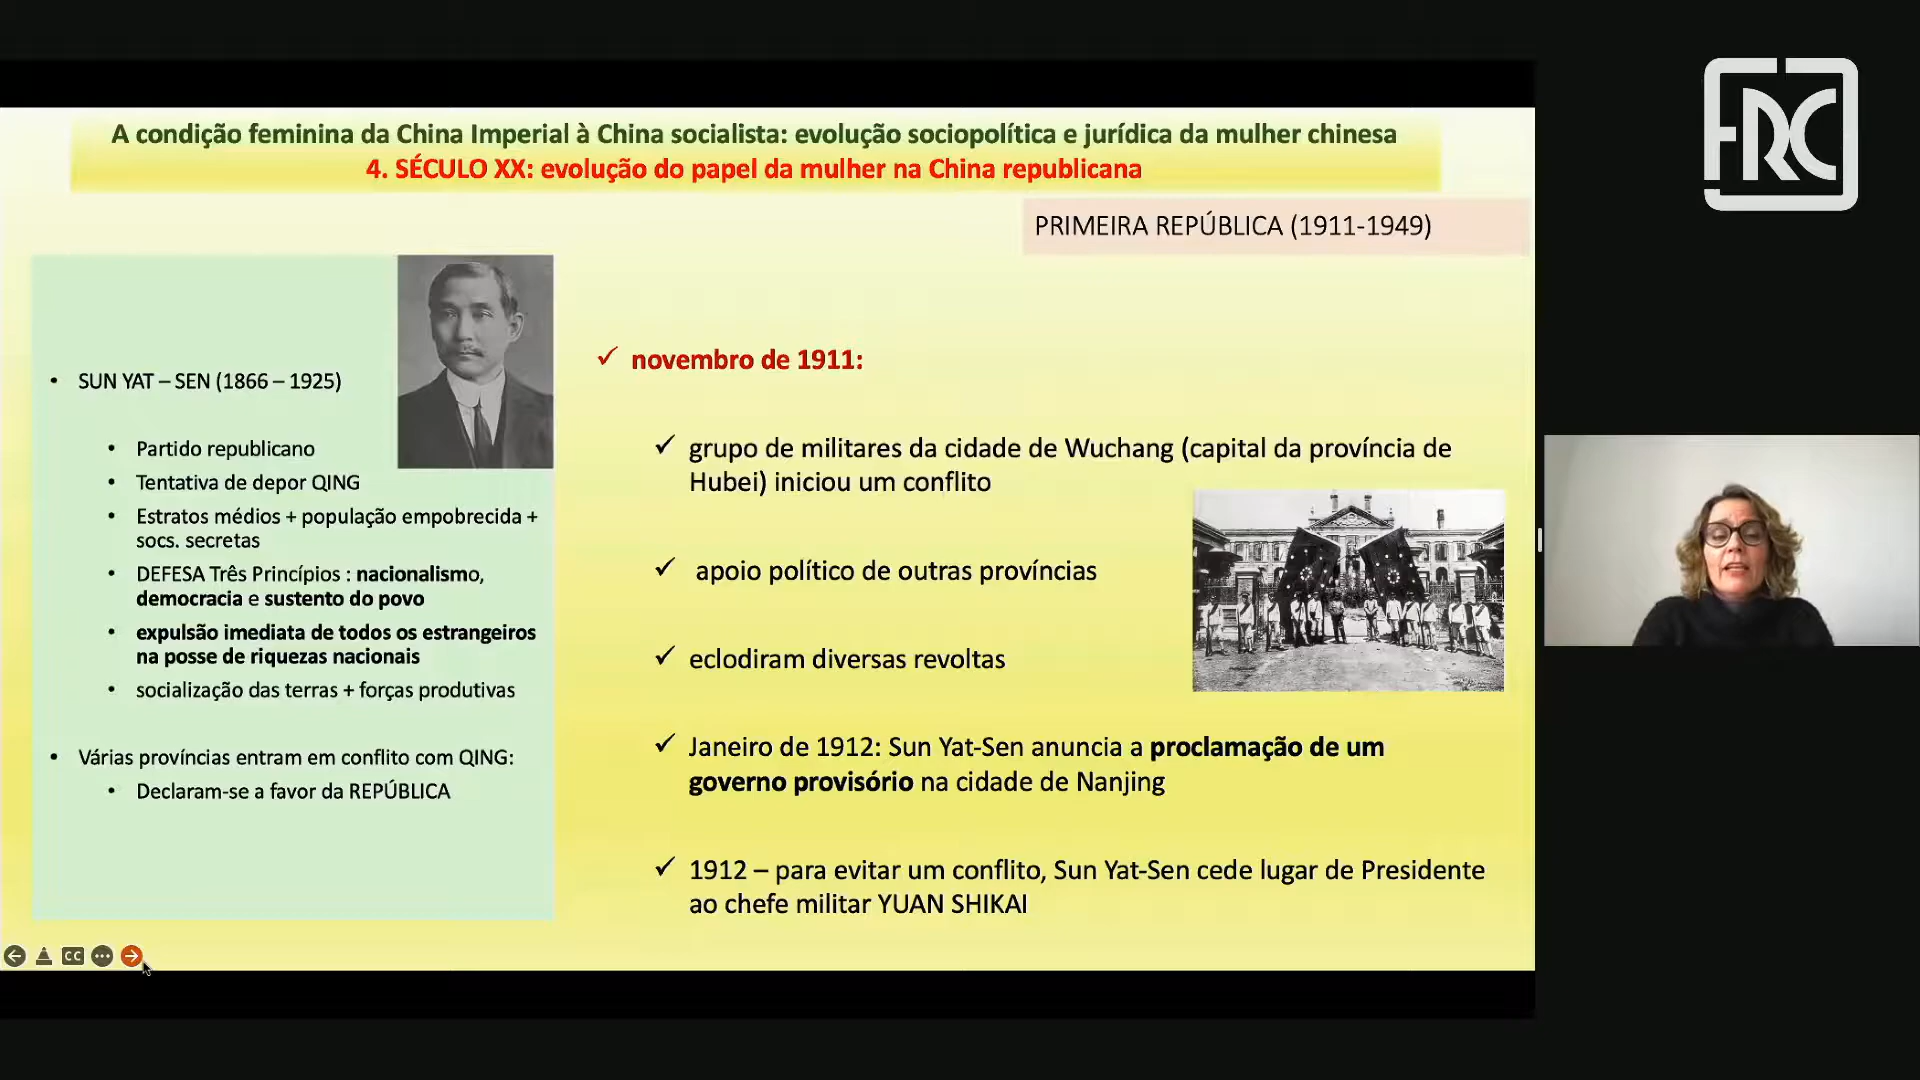 A condição feminina da China Imperial à China socialista: evolução sociopolítica e jurídica da mulher chinesa
4. SÉCULO XX: evolução do papel da mulher na China republicana
PRIMEIRA REPÚBLICA (1911-1949)
• SUN YAT – SEN (1866 – 1925)
• Partido republicano
• Tentativa de depor QING
• Estratos médios + população empobrecida +
socs. secretas
• DEFESA Três Princípios : nacionalismo,
democracia e sustento do povo
• expulsão imediata de todos os estrangeiros
na posse de riquezas nacionais
• socialização das terras + forças produtivas
• Várias províncias entram em conflito com QING:
• Declaram-se a favor da REPÚBLICA
✓ novembro de 1911:
✓ grupo de militares da cidade de Wuchang (capital da província de
Hubei) iniciou um conflito
✓ apoio político de outras províncias
✓ eclodiram diversas revoltas
✓ Janeiro de 1912: Sun Yat-Sen anuncia a proclamação de um
governo provisório na cidade de Nanjing
✓ 1912 – para evitar um conflito, Sun Yat-Sen cede lugar de Presidente
ao chefe militar YUAN SHIKAI
CC
FRC